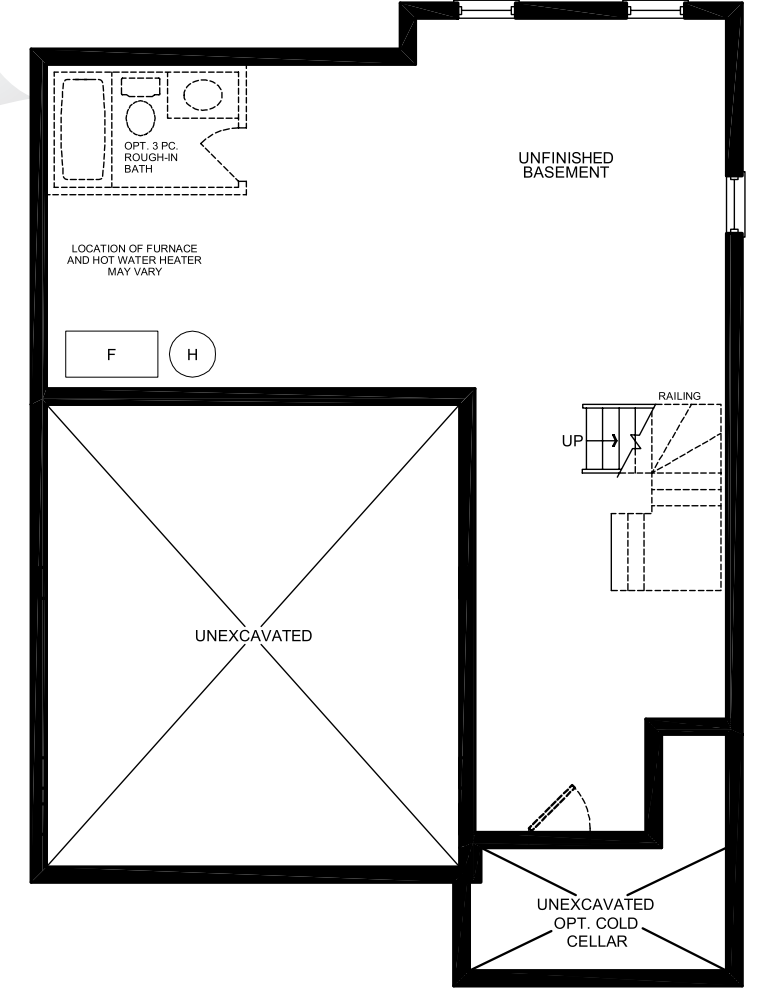 OPT. 3 PC.
ROUGH-IN
BATH
UNFINISHED
BASEMENT
LOCATION OF FURNACE
AND HOT WATER HEATER
MAY VARY
F
H
RAILING
UP
UNEXCAVATED
UNEXCAVATED
OPT. COLD
CELLAR